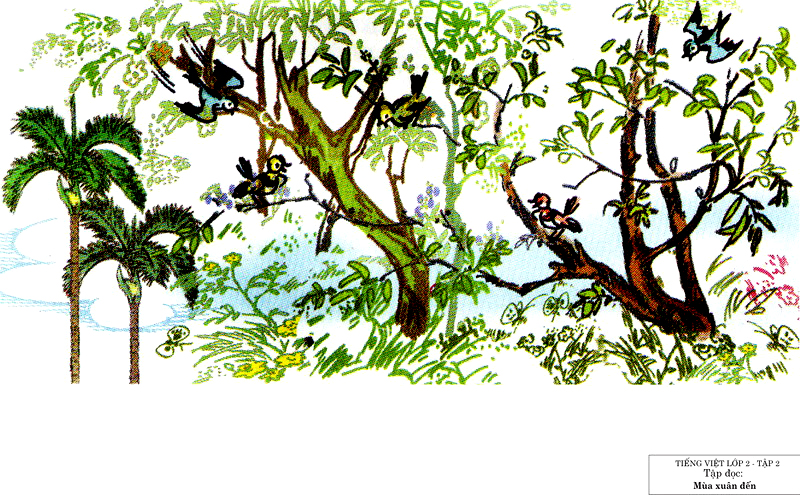 TIẾNG VIỆT LỚP 2 - TẬP 2
Tập đọc:
Mùa xuân đến